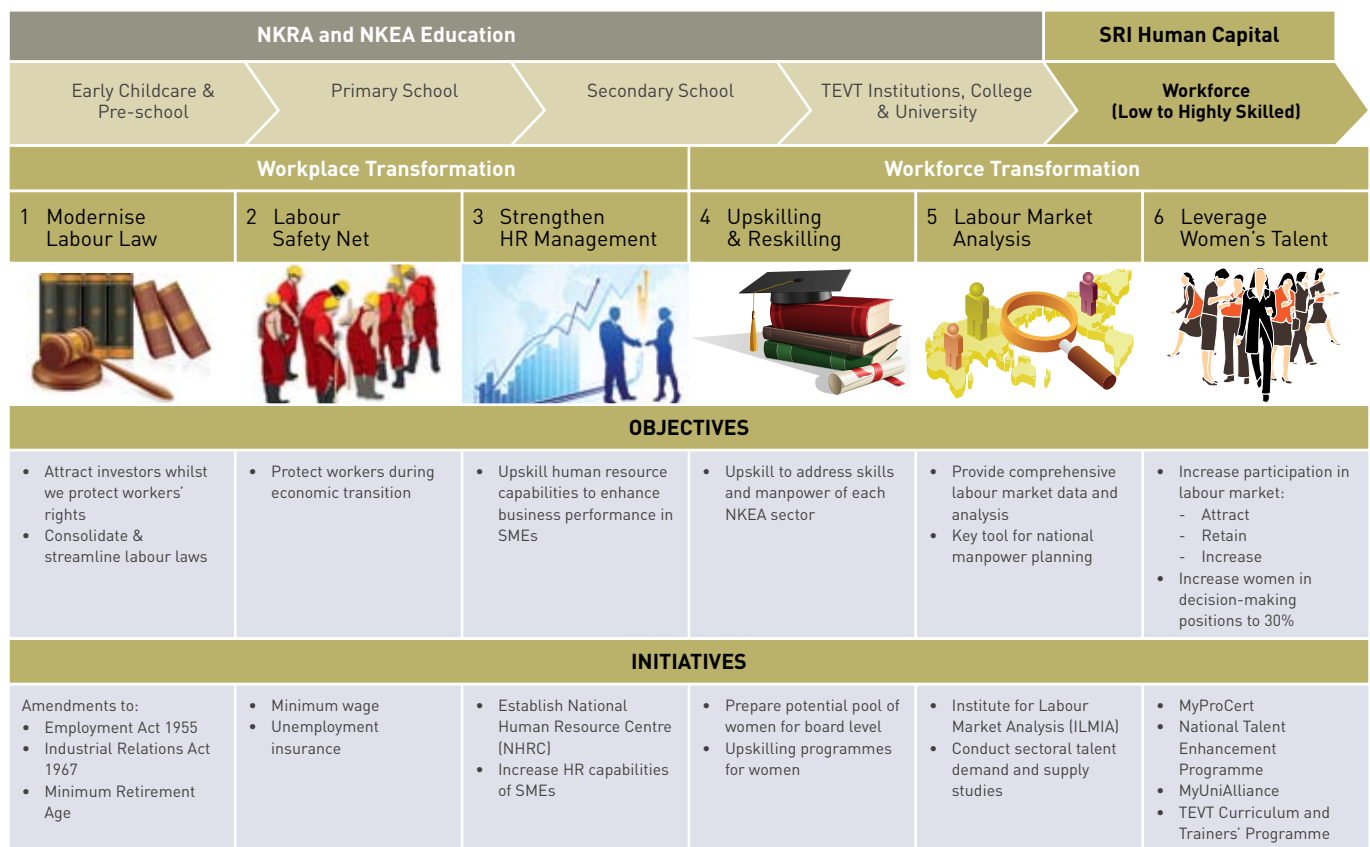 NKRA and NKEA Education
SRI Human Capital
Early Childcare &
Pre-school
Primary School
Secondary School
TEVT Institutions, College
& University
Workforce
(Low to Highly Skilled)
Workplace Transformation
Workforce Transformation
1 Modernise
Labour Law
2 Labour
Safety Net
3 Strengthen
HR Management
4 Upskilling
& Reskilling
5 Labour Market
Analysis
6 Leverage
Women's Talent
OBJECTIVES
• Attract investors whilst
we protect workers'
rights
• Consolidate &
streamline labour laws
• Protect workers during
economic transition
• Upskill human resource
capabilities to enhance
business performance in
SMEs
• Upskill to address skills
and manpower of each
NKEA sector
• Provide comprehensive
labour market data and
analysis
• Key tool for national
manpower planning
• Increase participation in
labour market:
- Attract
- Retain
- Increase
• Increase women in
decision-making
positions to 30%
INITIATIVES
Amendments to:
• Employment Act 1955
• Industrial Relations Act
1967
• Minimum Retirement
Age
• Minimum wage
• Unemployment
insurance
• Establish National
Human Resource Centre
(NHRC)
• Increase HR capabilities
of SMEs
• Prepare potential pool of
women for board level
• Upskilling programmes
for women
• Institute for Labour
Market Analysis (ILMIA)
• Conduct sectoral talent
demand and supply
studies
• MyProCert
• National Talent
Enhancement
Programme
• MyUniAlliance
• TEVT Curriculum and
Trainers' Programme